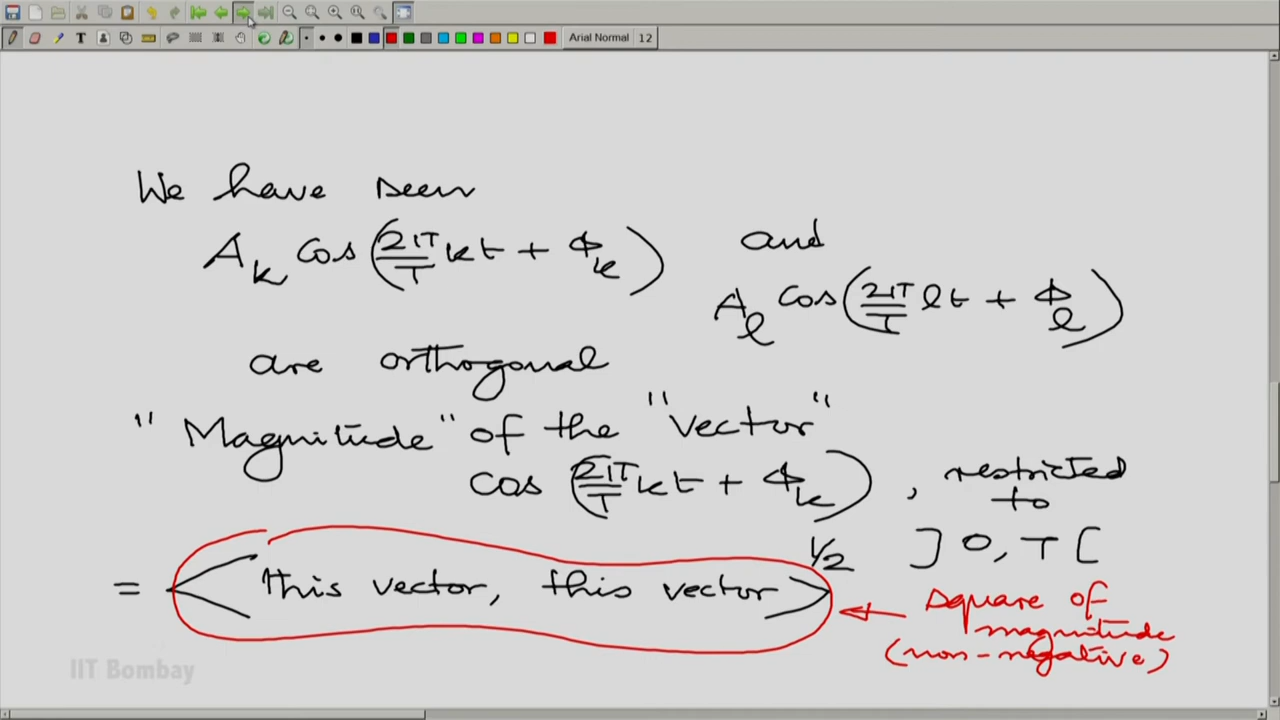 Arial Normal 12
We have seen
A_k cos(2π/T kt + Φ_k) and
A_l cos(2π/T lt + Φ_l)
are orthogonal
"Magnitude" of the "Vector"
cos(2π/T kt + Φ_k), restricted to
]0, T[
= <this vector, this vector>^1/2
square of
magnitude
(non-negative)
IIT Bombay